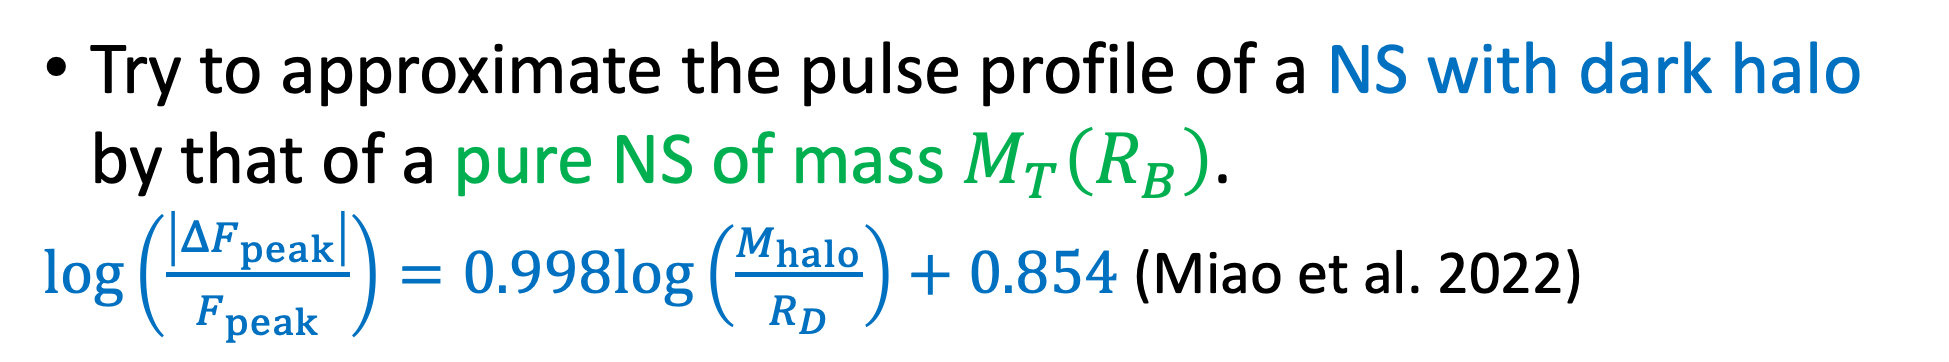 • Try to approximate the pulse profile of a NS with dark halo
by that of a pure NS of mass M_T(R_B).
log(|ΔF_peak|/F_peak) = 0.998log(M_halo/R_D) + 0.854 (Miao et al. 2022)